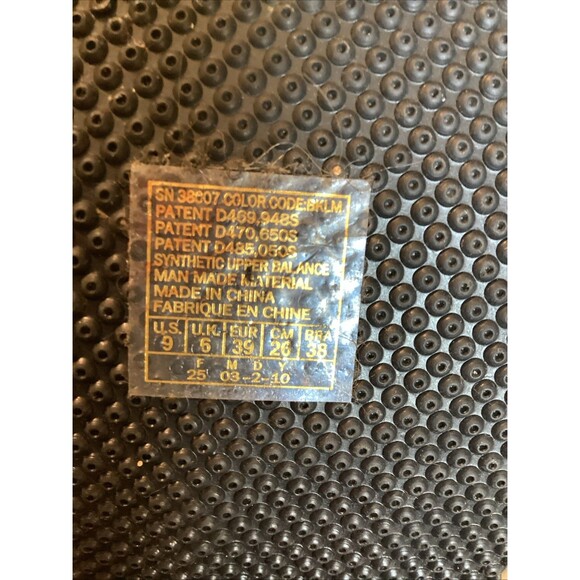 SN 38607 COLOR CODE:BKLM
PATENT D469,948S
PATENT D470,650S
PATENT D485,050S
SYNTHETIC UPPER BALANCE
MAN MADE MATERIAL
MADE IN CHINA
FABRIQUE EN CHINE
U.S. U.K. EUR CM BRA
9 6 39 26 38
F M D Y
25 03-2-10